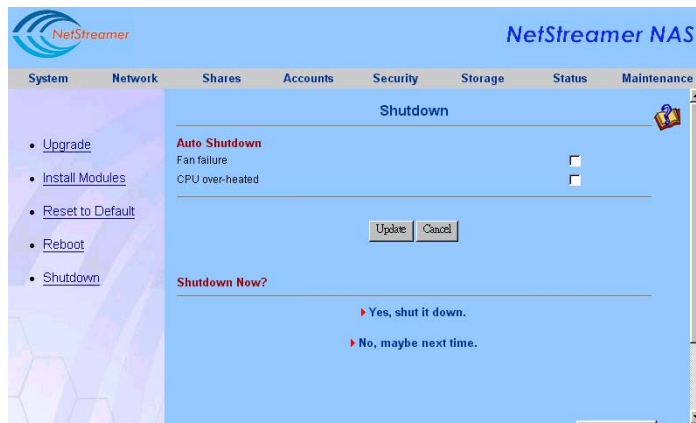 NetStreamer
NetStreamer NAS
System Network Shares Accounts Security Storage Status Maintenance
Shutdown
Upgrade
Install Modules
Reset to Default
Reboot
Shutdown
Auto Shutdown
Fan failure
CPU over-heated
Update Cancel
Shutdown Now?
Yes, shut it down.
No, maybe next time.